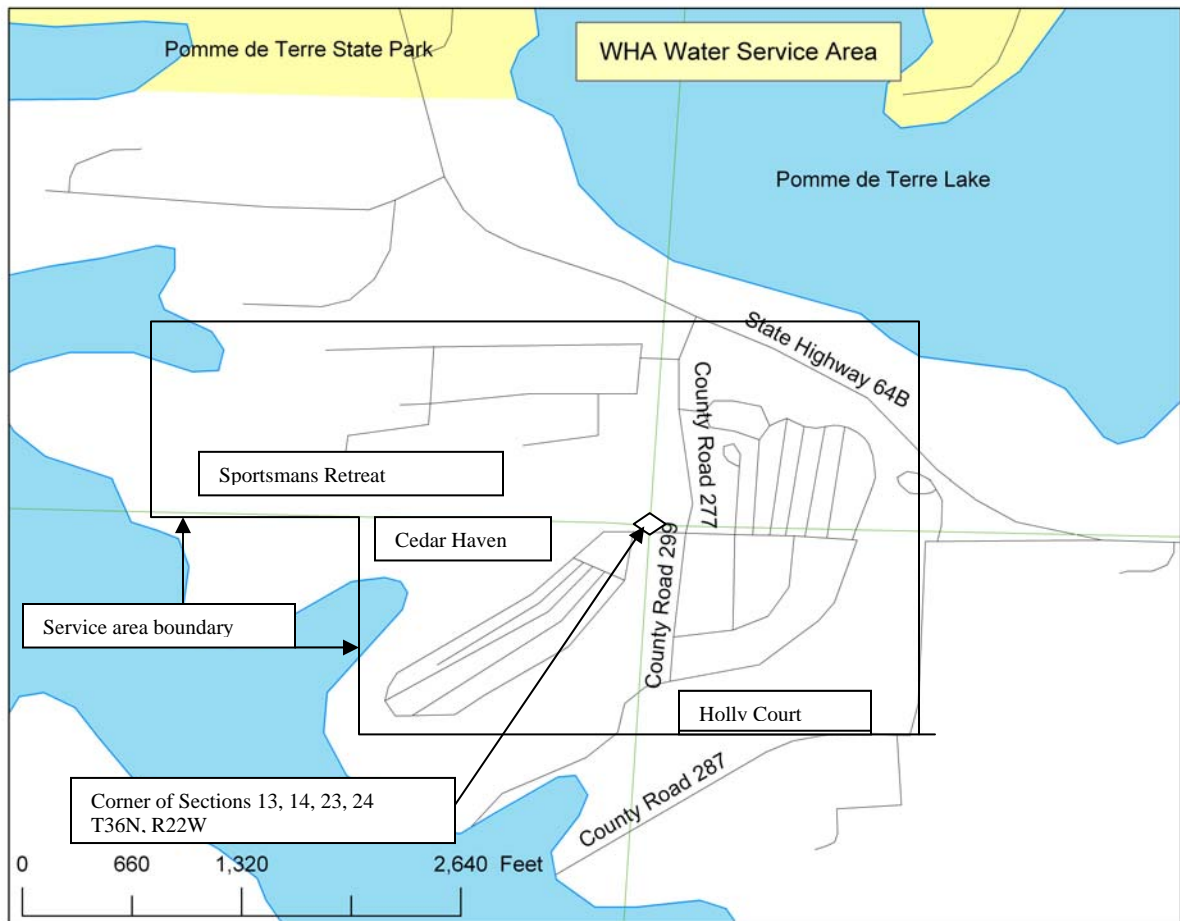 Pomme de Terre State Park
WHA Water Service Area
Pomme de Terre Lake
State Highway 64B
County Road 277
Sportsmans Retreat
Cedar Haven
County Road 299
Service area boundary
Holly Court
County Road 287
Corner of Sections 13, 14, 23, 24
T36N, R22W
0 660 1,320 2,640 Feet